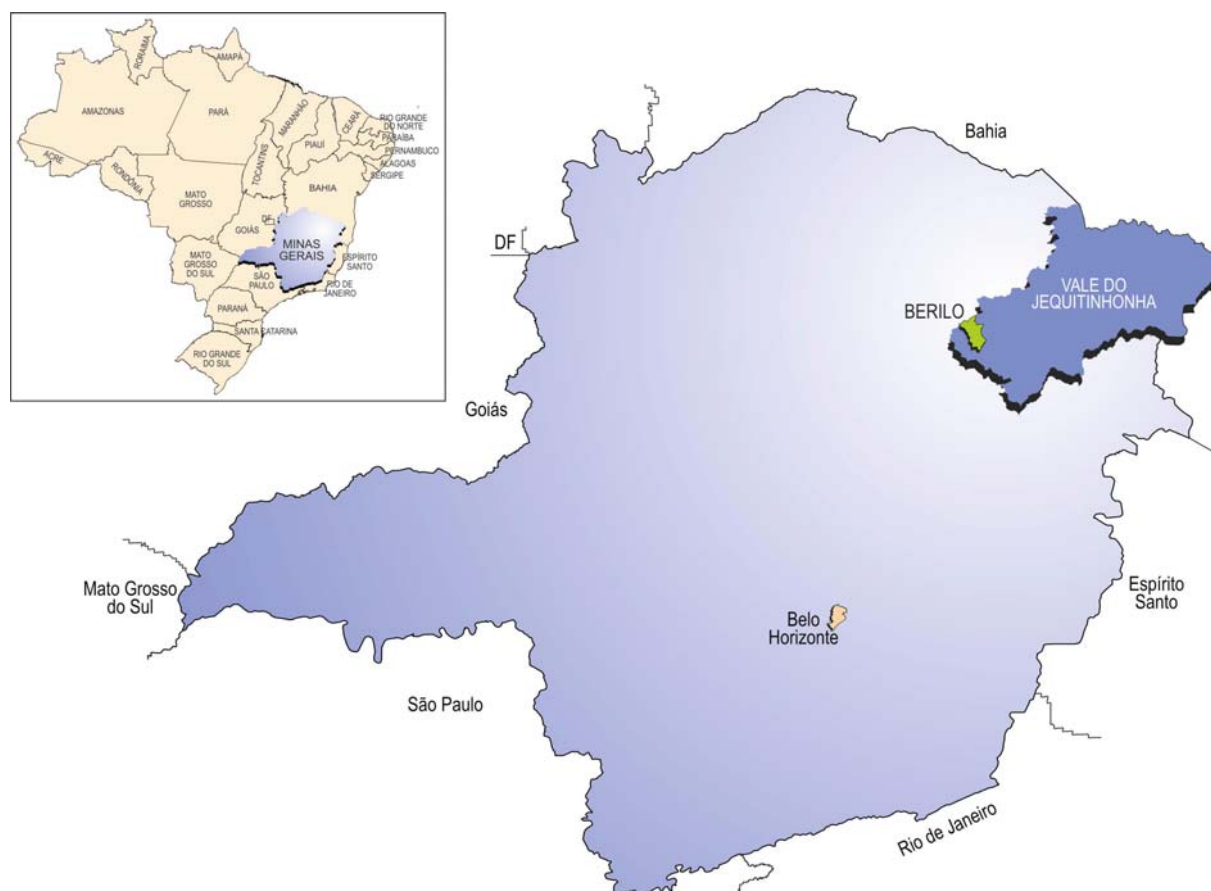 RORAIMA
AMAPÁ
AMAZONAS
PARÁ
MARANHÃO
CEARÁ
RIO GRANDE
DO NORTE
PARAÍBA
PIAUÍ
PERNAMBUCO
ALAGOAS
SERGIPE
ACRE
RONDÔNIA
TOCANTINS
MATO
GROSSO
BAHIA
GOIÁS
DF
MINAS
GERAIS
MATO
GROSSO
DO SUL
ESPÍRITO
SANTO
SÃO
PAULO
RIO DE
JANEIRO
PARANÁ
SANTA CATARINA
RIO GRANDE
DO SUL
Bahia
DF
VALE DO
JEQUITINHONHA
BERILO
Goiás
Mato Grosso
do Sul
Espírito
Santo
Belo
Horizonte
São Paulo
Rio de Janeiro